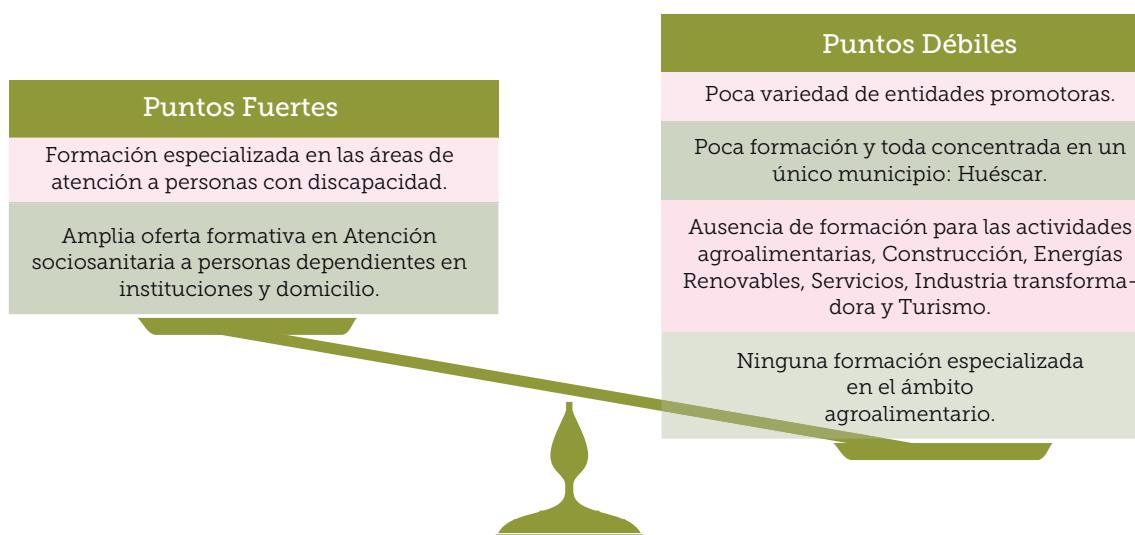 Puntos Fuertes
Formación especializada en las áreas de
atención a personas con discapacidad.
Amplia oferta formativa en Atención
sociosanitaria a personas dependientes en
instituciones y domicilio.
Puntos Débiles
Poca variedad de entidades promotoras.
Poca formación y toda concentrada en un
único municipio: Huéscar.
Ausencia de formación para las actividades
agroalimentarias, Construcción, Energías
Renovables, Servicios, Industria transforma-
dora y Turismo.
Ninguna formación especializada
en el ámbito
agroalimentario.